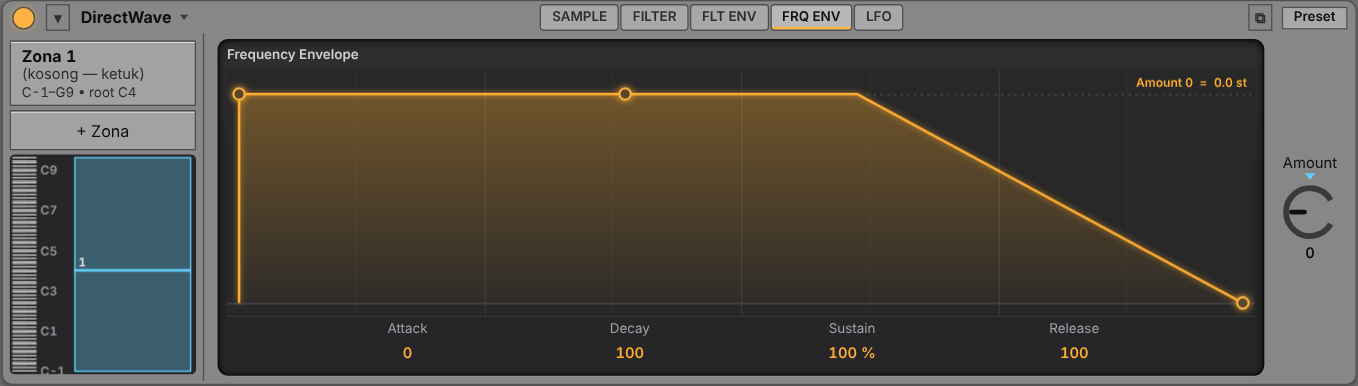 DirectWave
SAMPLE FILTER FLT ENV FRQ ENV LFO
Preset
Zona 1
(kosong — ketuk)
C-1–G9 • root C4
+ Zona
C9
C7
C5
1
C3
C1
C-1
Frequency Envelope
Amount 0 = 0.0 st
Attack Decay Sustain Release
0 100 100 % 100
Amount
0